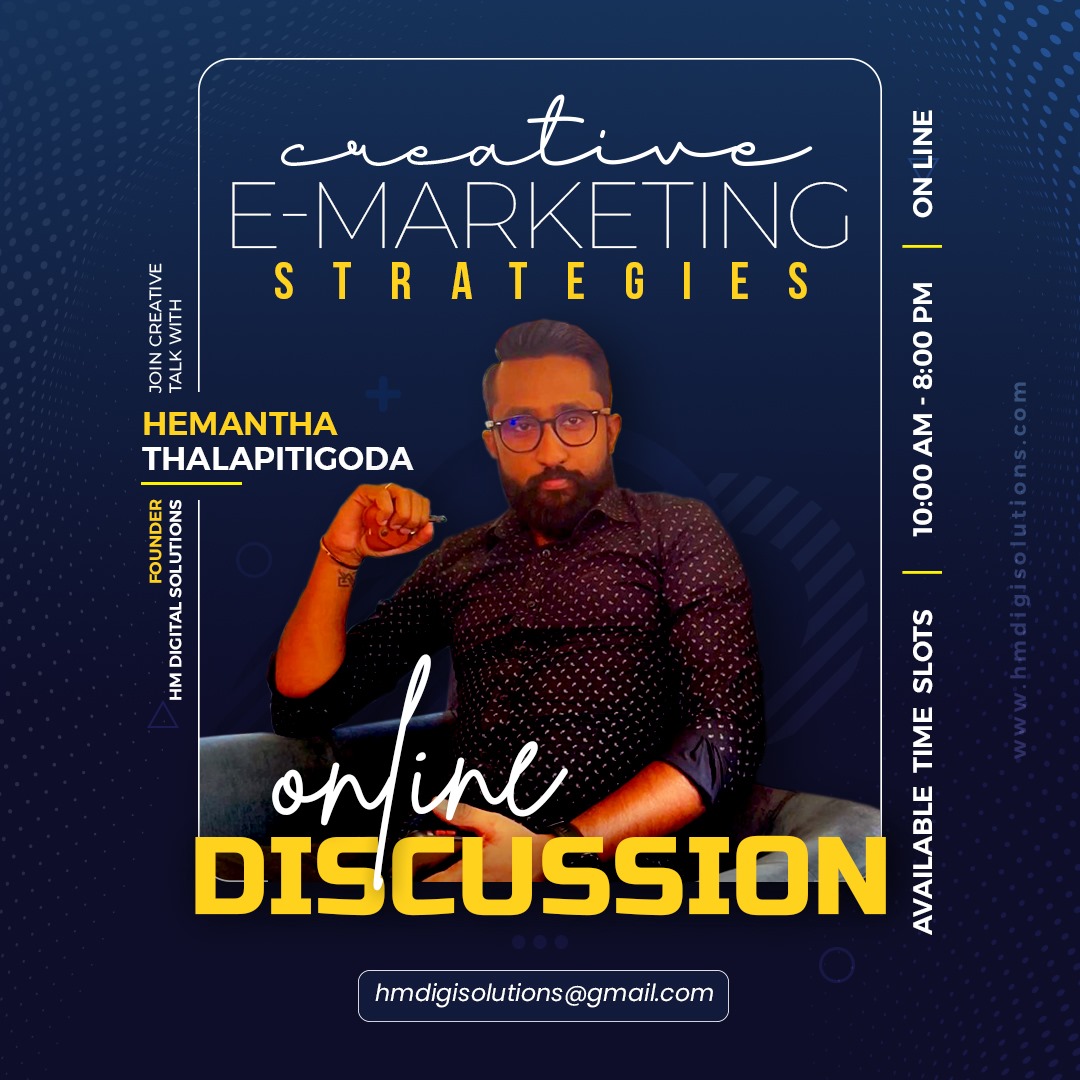 creative
E-MARKETING
STRATEGIES
JOIN CREATIVE
TALK WITH
HEMANTHA
THALAPITIGODA
FOUNDER
HM DIGITAL SOLUTIONS
online
DISCUSSION
AVAILABLE TIME SLOTS
10:00 AM - 8:00 PM
ON LINE
www.hmdigisolutions.com
hmdigisolutions@gmail.com